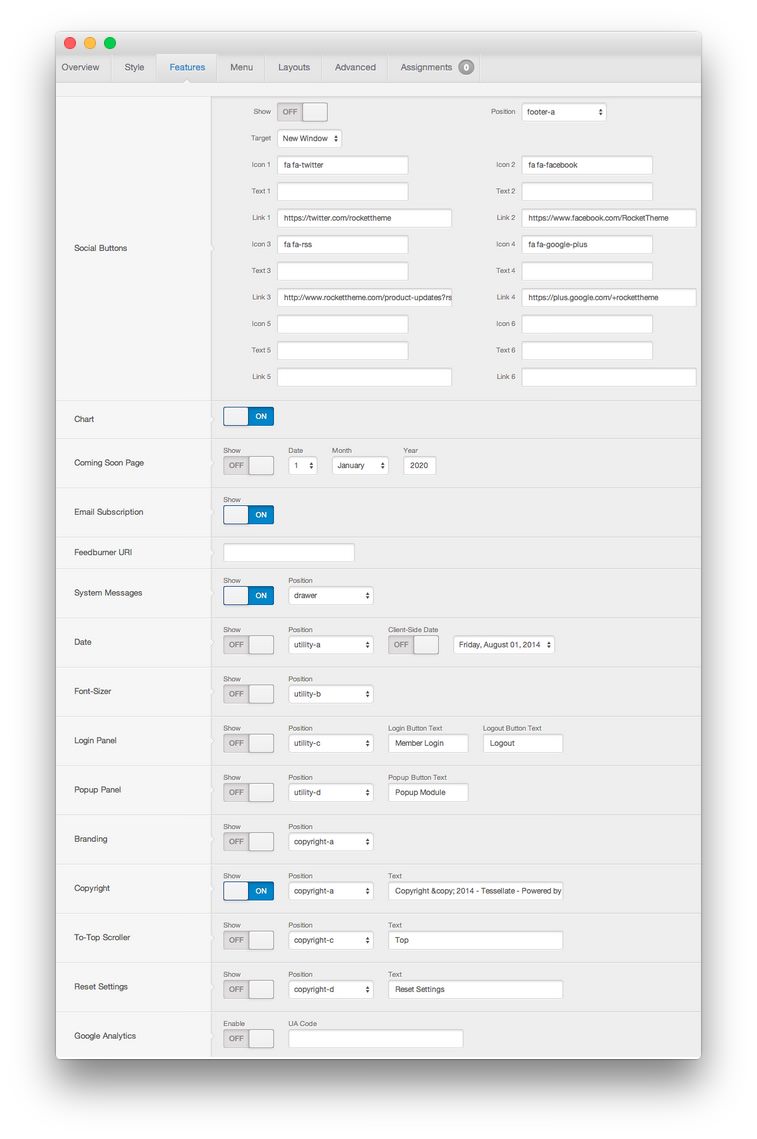 Overview Style Features Menu Layouts Advanced Assignments 0
Social Buttons
Show OFF Position footer-a
Target New Window
Icon 1 fa fa-twitter Icon 2 fa fa-facebook
Text 1 Text 2
Link 1 https://twitter.com/rockettheme Link 2 https://www.facebook.com/RocketTheme
Icon 3 fa fa-rss Icon 4 fa fa-google-plus
Text 3 Text 4
Link 3 http://www.rockettheme.com/product-updates?rs Link 4 https://plus.google.com/+rockettheme
Icon 5 Icon 6
Text 5 Text 6
Link 5 Link 6
Chart ON
Show Date Month Year
Coming Soon Page OFF 1 January 2020
Show
Email Subscription ON
Feedburner URI
Show Position
System Messages ON drawer
Show Position Client-Side Date
Date OFF utility-a OFF Friday, August 01, 2014
Show Position
Font-Sizer OFF utility-b
Show Position Login Button Text Logout Button Text
Login Panel OFF utility-c Member Login Logout
Show Position Popup Button Text
Popup Panel OFF utility-d Popup Module
Show Position
Branding OFF copyright-a
Show Position Text
Copyright ON copyright-a Copyright &copy; 2014 - Tessellate - Powered by
Show Position Text
To-Top Scroller OFF copyright-c Top
Show Position Text
Reset Settings OFF copyright-d Reset Settings
Enable UA Code
Google Analytics OFF